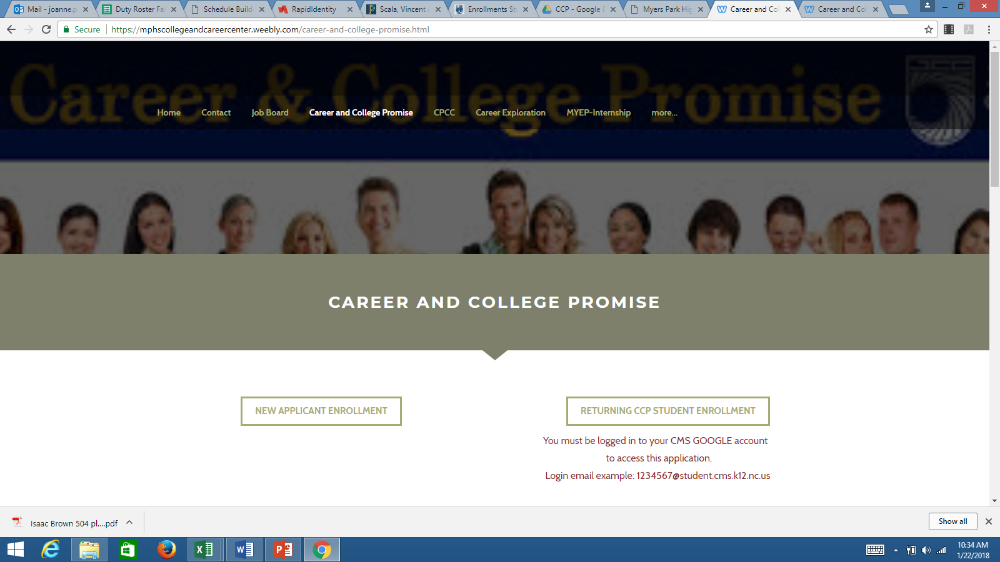 Mail - joanne.p
Duty Roster Fa
Schedule Build
RapidIdentity
Scala, Vincent
Enrollments St
CCP - Google
Myers Park Hig
Career and Col
Career and Col
Secure
https://mphscollegeandcareercenter.weebly.com/career-and-college-promise.html
Career & College Promise
Home
Contact
Job Board
Career and College Promise
CPCC
Career Exploration
MYEP-Internship
more...
CAREER AND COLLEGE PROMISE
NEW APPLICANT ENROLLMENT
RETURNING CCP STUDENT ENROLLMENT
You must be logged in to your CMS GOOGLE account
to access this application.
Login email example: 1234567@student.cms.k12.nc.us
Isaac Brown 504 pl....pdf
Show all
10:34 AM
1/22/2018